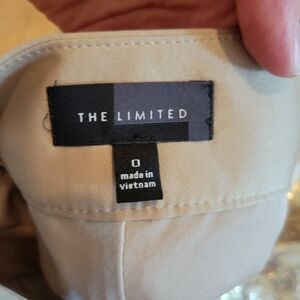 THE LIMITED
0
made in
vietnam